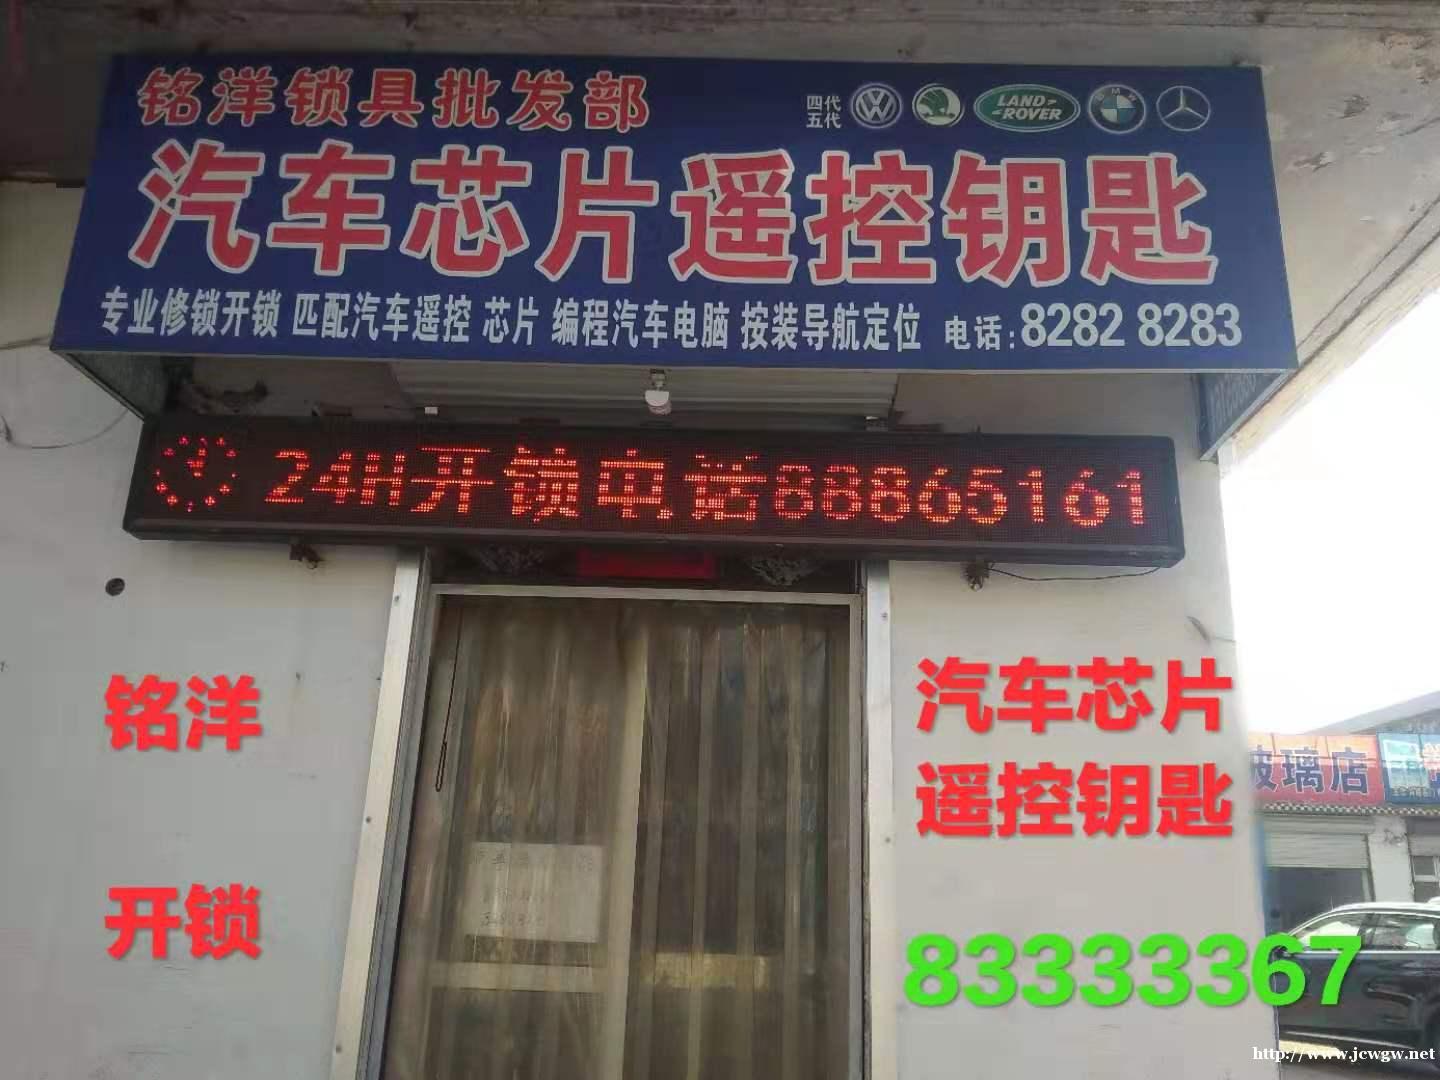 铭洋锁具批发部
四代
五代
LAND-
-ROVER
BMW
汽车芯片遥控钥匙
专业修锁开锁 匹配汽车遥控 芯片 编程汽车电脑 按装导航定位 电话:8282 8283
24H开锁电话88865161
铭洋
开锁
汽车芯片
遥控钥匙
玻璃店
83333367
http://www.jcwgw.net